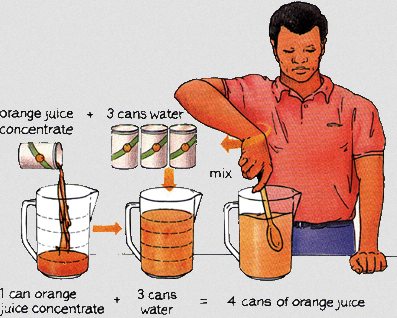 orange juice + 3 cans water
concentrate
mix
1 can orange + 3 cans = 4 cans of orange juice
juice concentrate water